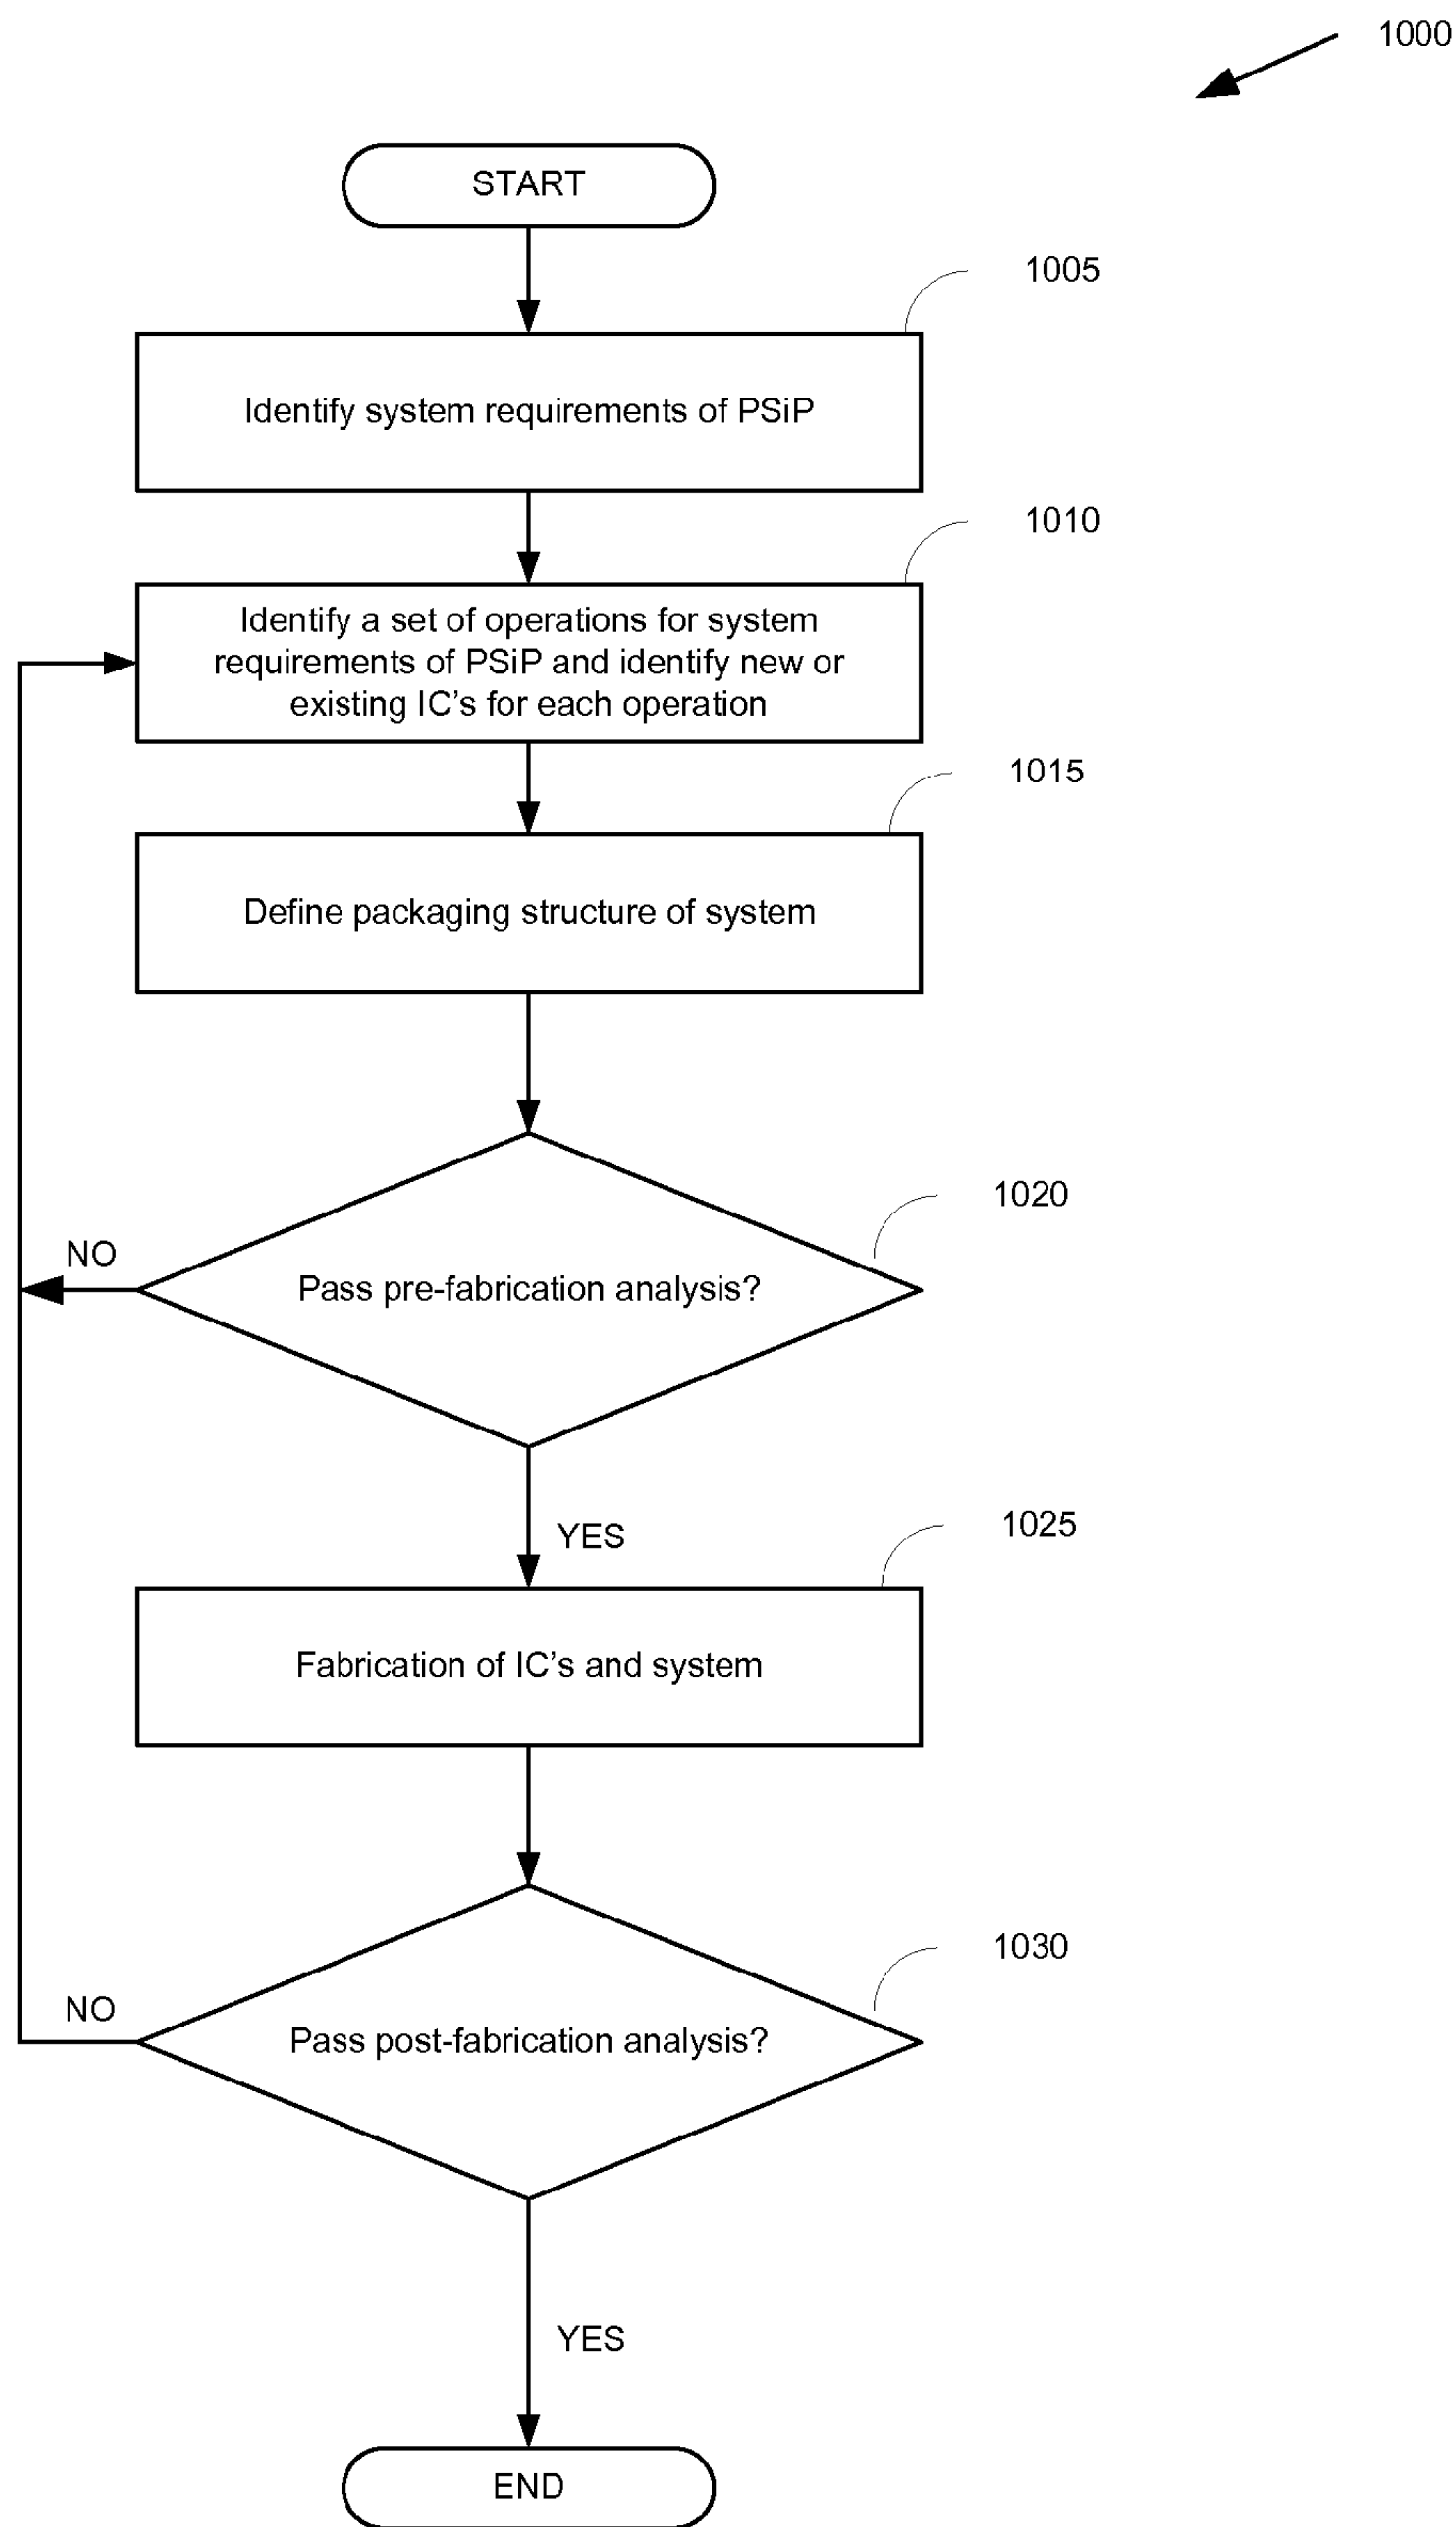 1000
START
1005
Identify system requirements of PSiP
1010
Identify a set of operations for system
requirements of PSiP and identify new or
existing IC's for each operation
1015
Define packaging structure of system
1020
NO
Pass pre-fabrication analysis?
YES
1025
Fabrication of IC's and system
1030
NO
Pass post-fabrication analysis?
YES
END